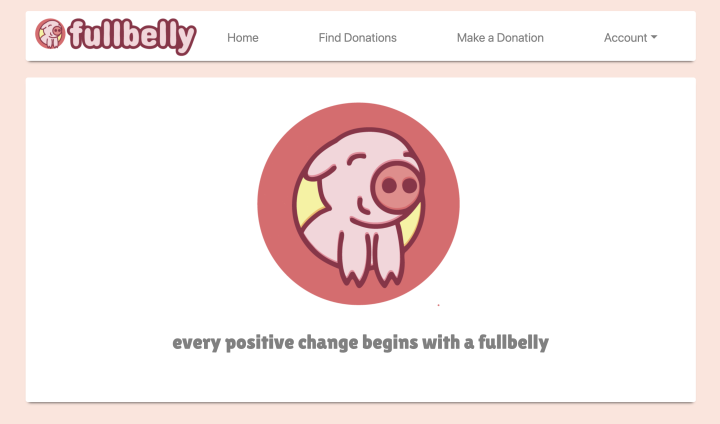 fullbelly Home Find Donations Make a Donation Account
every positive change begins with a fullbelly